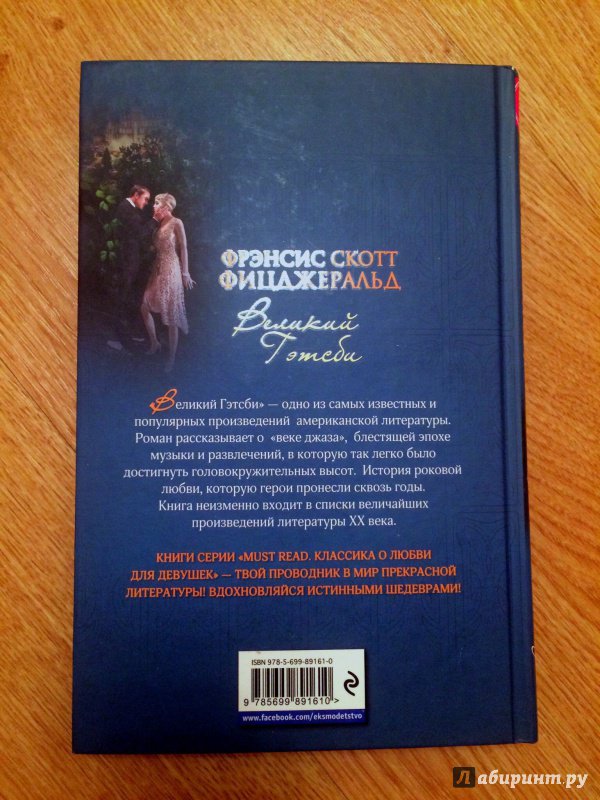 ФРЭНСИС СКОТТ
ФИЦДЖЕРАЛЬД
Великий
Гэтсби
«Великий Гэтсби» — одно из самых известных и
популярных произведений американской литературы.
Роман рассказывает о «веке джаза», блестящей эпохе
музыки и развлечений, в которую так легко было
достигнуть головокружительных высот. История роковой
любви, которую герои пронесли сквозь годы.
Книга неизменно входит в списки величайших
произведений литературы XX века.
КНИГИ СЕРИИ «MUST READ. КЛАССИКА О ЛЮБВИ
ДЛЯ ДЕВУШЕК» — ТВОЙ ПРОВОДНИК В МИР ПРЕКРАСНОЙ
ЛИТЕРАТУРЫ! ВДОХНОВЛЯЙСЯ ИСТИННЫМИ ШЕДЕВРАМИ!
ISBN 978-5-699-89161-0
9 785699 891610 >
www.facebook.com/eksmodetstvo
Лабиринт.ру